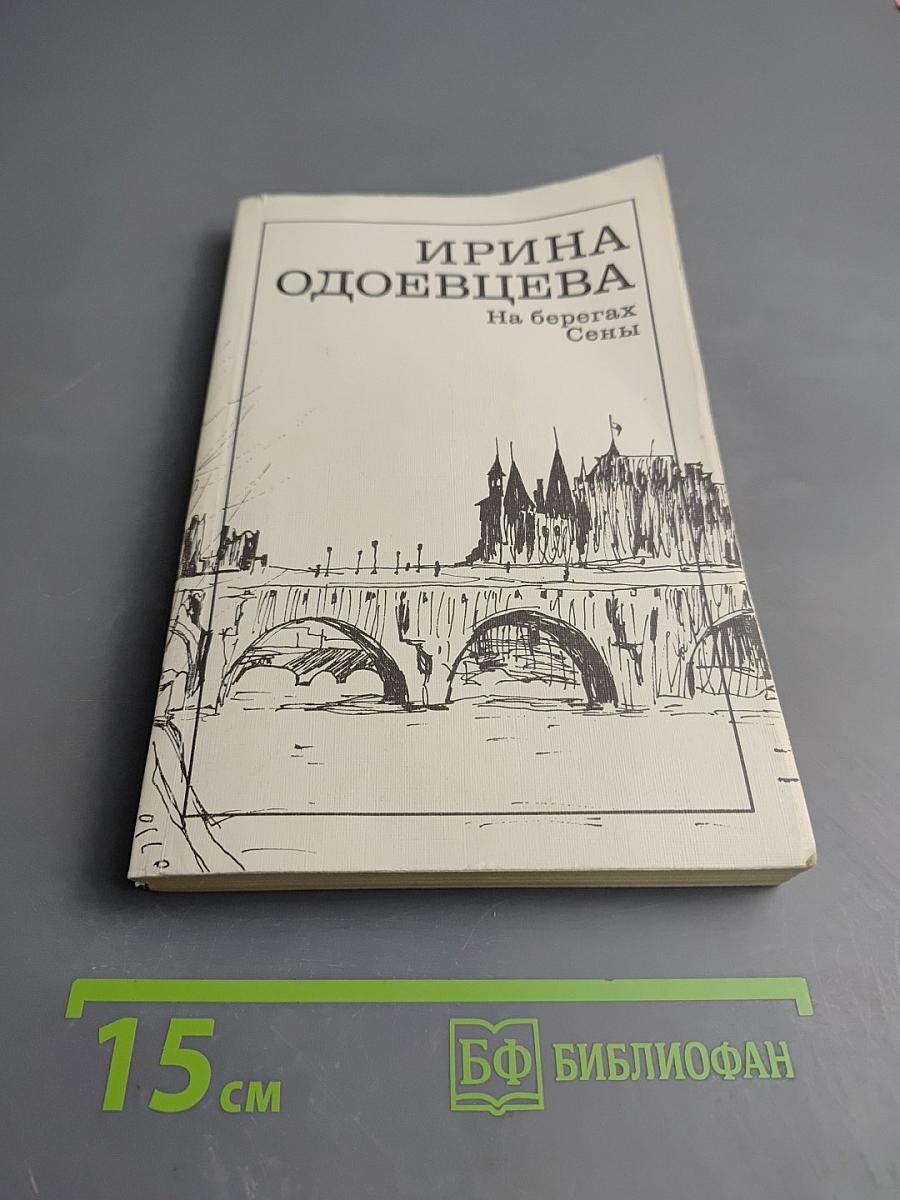 ИРИНА
ОДОЕВЦЕВА
На берегах
Сены
15 см
БФ БИБЛИОФАН